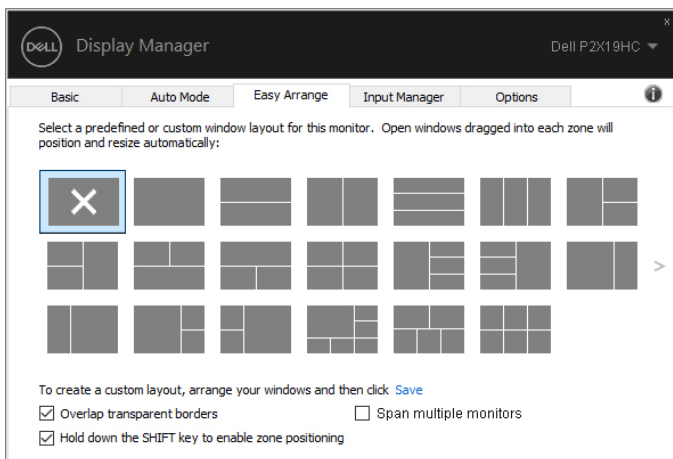 x
DELL Display Manager Dell P2X19HC
Basic Auto Mode Easy Arrange Input Manager Options i
Select a predefined or custom window layout for this monitor. Open windows dragged into each zone will
position and resize automatically:
>
To create a custom layout, arrange your windows and then click Save
Overlap transparent borders Span multiple monitors
Hold down the SHIFT key to enable zone positioning